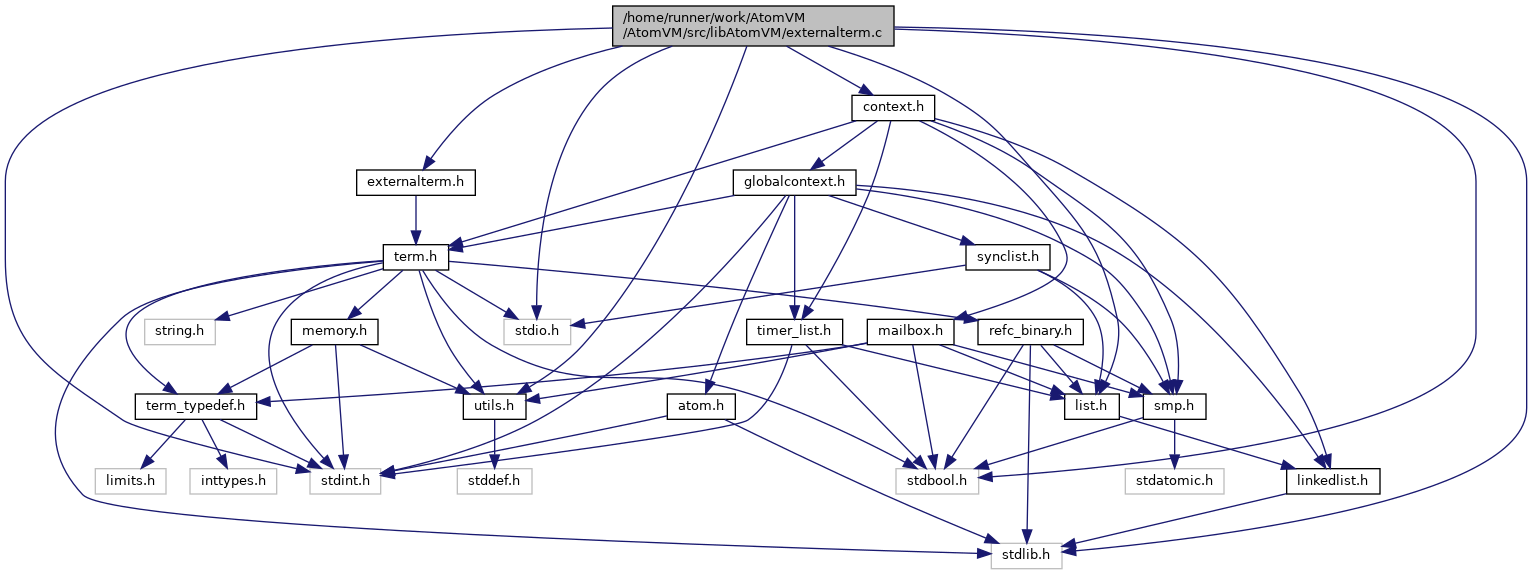 /home/runner/work/AtomVM
/AtomVM/src/libAtomVM/externalterm.c
context.h
externalterm.h
globalcontext.h
term.h
synclist.h
string.h
memory.h
stdio.h
timer_list.h
mailbox.h
refc_binary.h
term_typedef.h
utils.h
atom.h
list.h
smp.h
limits.h
inttypes.h
stdint.h
stddef.h
stdbool.h
stdatomic.h
linkedlist.h
stdlib.h